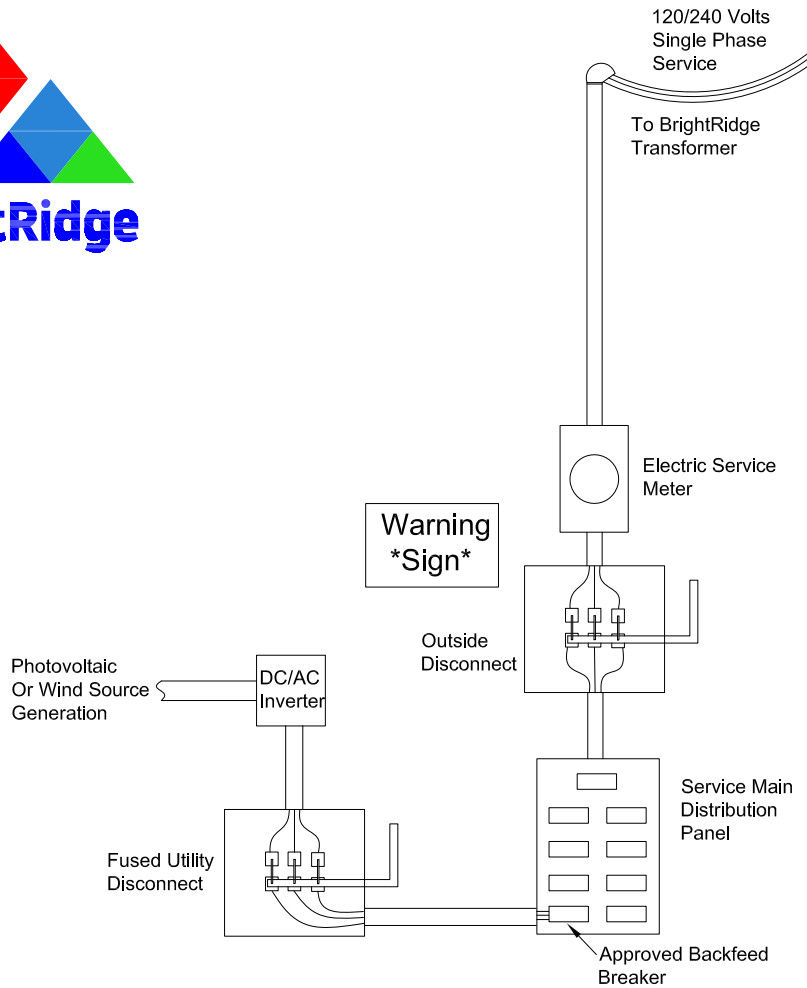 120/240 Volts
Single Phase
Service
To BrightRidge
Transformer
tRidge
Electric Service
Meter
Warning
*Sign*
Outside
Disconnect
Photovoltaic
Or Wind Source
Generation
DC/AC
Inverter
Service Main
Distribution
Panel
Fused Utility
Disconnect
Approved Backfeed
Breaker